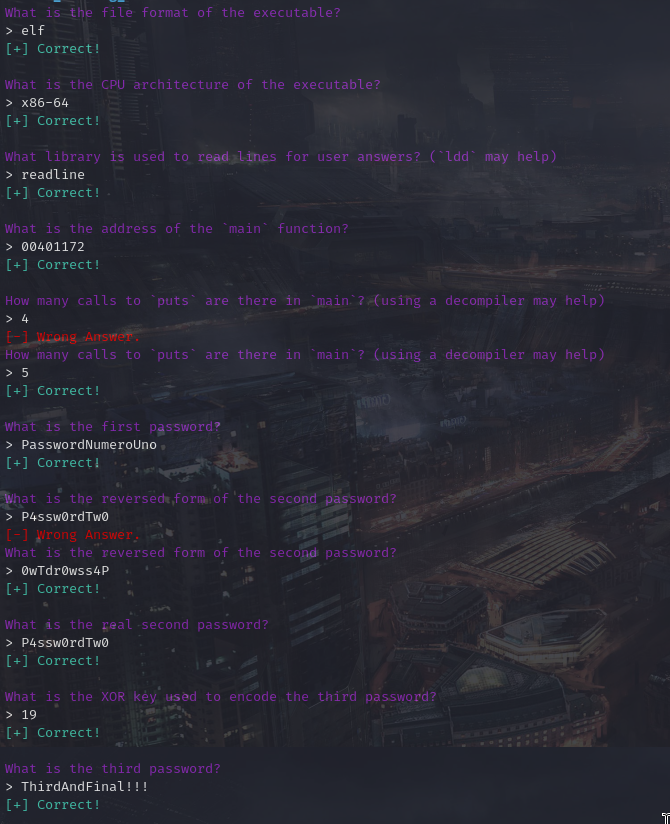 What is the file format of the executable?
> elf
[+] Correct!
What is the CPU architecture of the executable?
> x86-64
[+] Correct!
What library is used to read lines for user answers? (`ldd` may help)
> readline
[+] Correct!
What is the address of the `main` function?
> 00401172
[+] Correct!
How many calls to `puts` are there in `main`? (using a decompiler may help)
> 4
[-] Wrong Answer.
How many calls to `puts` are there in `main`? (using a decompiler may help)
> 5
[+] Correct!
What is the first password?
> PasswordNumeroUno
[+] Correct!
What is the reversed form of the second password?
> P4ssw0rdTw0
[-] Wrong Answer.
What is the reversed form of the second password?
> 0wTdr0wss4P
[+] Correct!
What is the real second password?
> P4ssw0rdTw0
[+] Correct!
What is the XOR key used to encode the third password?
> 19
[+] Correct!
What is the third password?
> ThirdAndFinal!!!
[+] Correct!